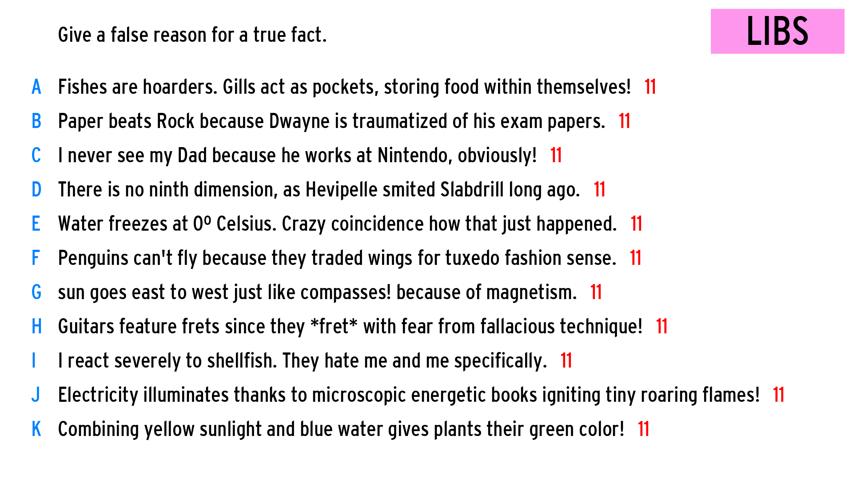 Give a false reason for a true fact.
LIBS
A Fishes are hoarders. Gills act as pockets, storing food within themselves! 11
B Paper beats Rock because Dwayne is traumatized of his exam papers. 11
C I never see my Dad because he works at Nintendo, obviously! 11
D There is no ninth dimension, as Hevipelle smited Slabdrill long ago. 11
E Water freezes at 0º Celsius. Crazy coincidence how that just happened. 11
F Penguins can't fly because they traded wings for tuxedo fashion sense. 11
G sun goes east to west just like compasses! because of magnetism. 11
H Guitars feature frets since they *fret* with fear from fallacious technique! 11
I I react severely to shellfish. They hate me and me specifically. 11
J Electricity illuminates thanks to microscopic energetic books igniting tiny roaring flames! 11
K Combining yellow sunlight and blue water gives plants their green color! 11